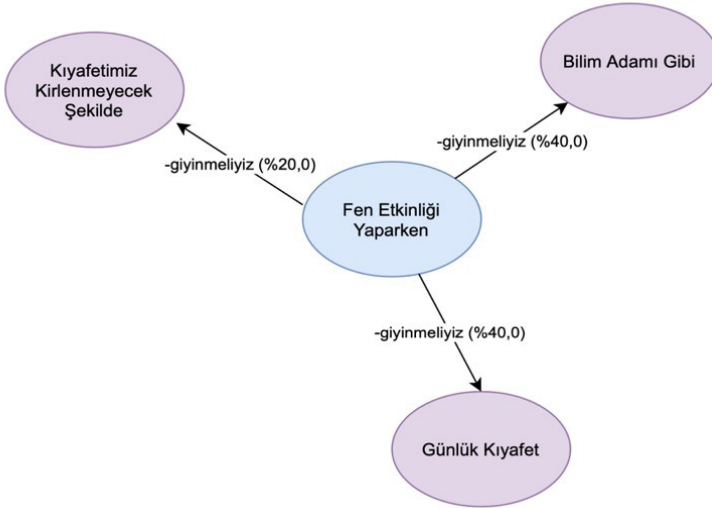 Kıyafetimiz
Kirlenmeyecek
Şekilde
Bilim Adamı Gibi
-giyinmeliyiz (%20,0)
-giyinmeliyiz (%40,0)
Fen Etkinliği
Yaparken
-giyinmeliyiz (%40,0)
Günlük Kıyafet